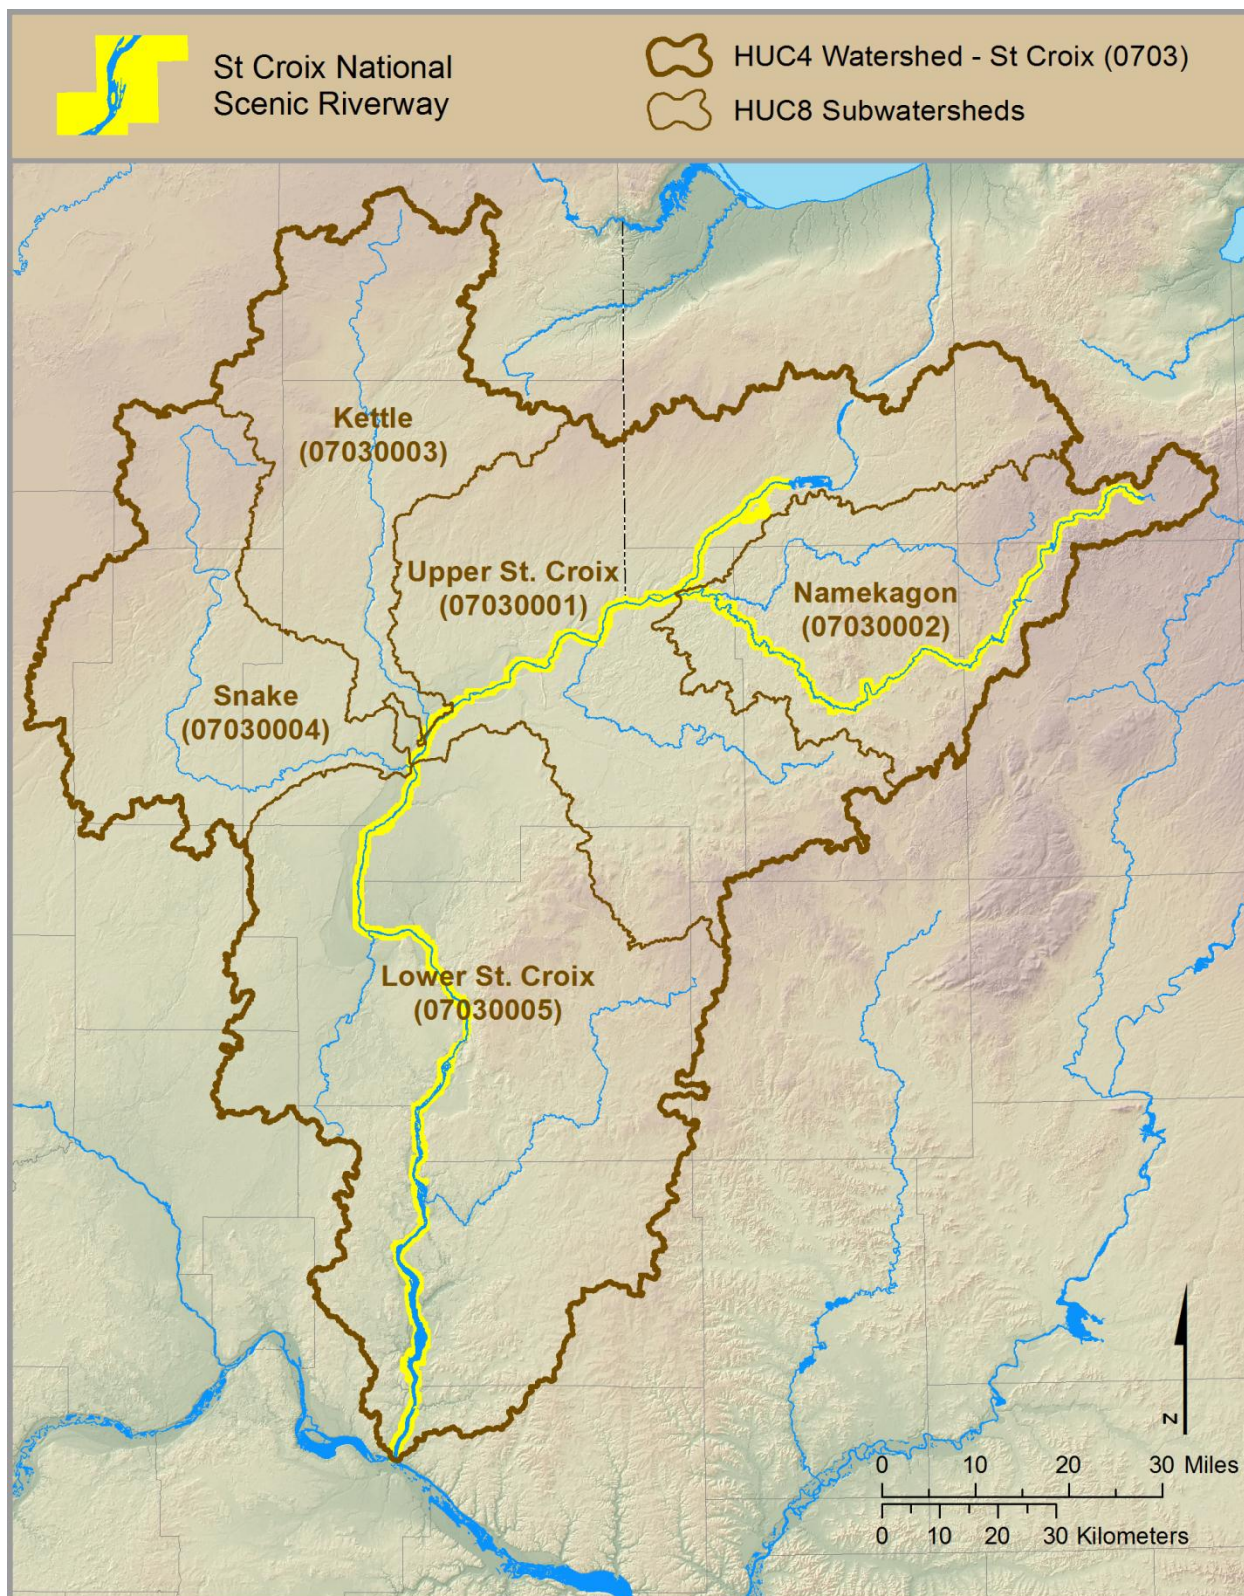 St Croix National
Scenic Riverway
HUC4 Watershed - St Croix (0703)
HUC8 Subwatersheds
Kettle
(07030003)
Upper St. Croix
(07030001)
Namekagon
(07030002)
Snake
(07030004)
Lower St. Croix
(07030005)
N
0 10 20 30 Miles
0 10 20 30 Kilometers